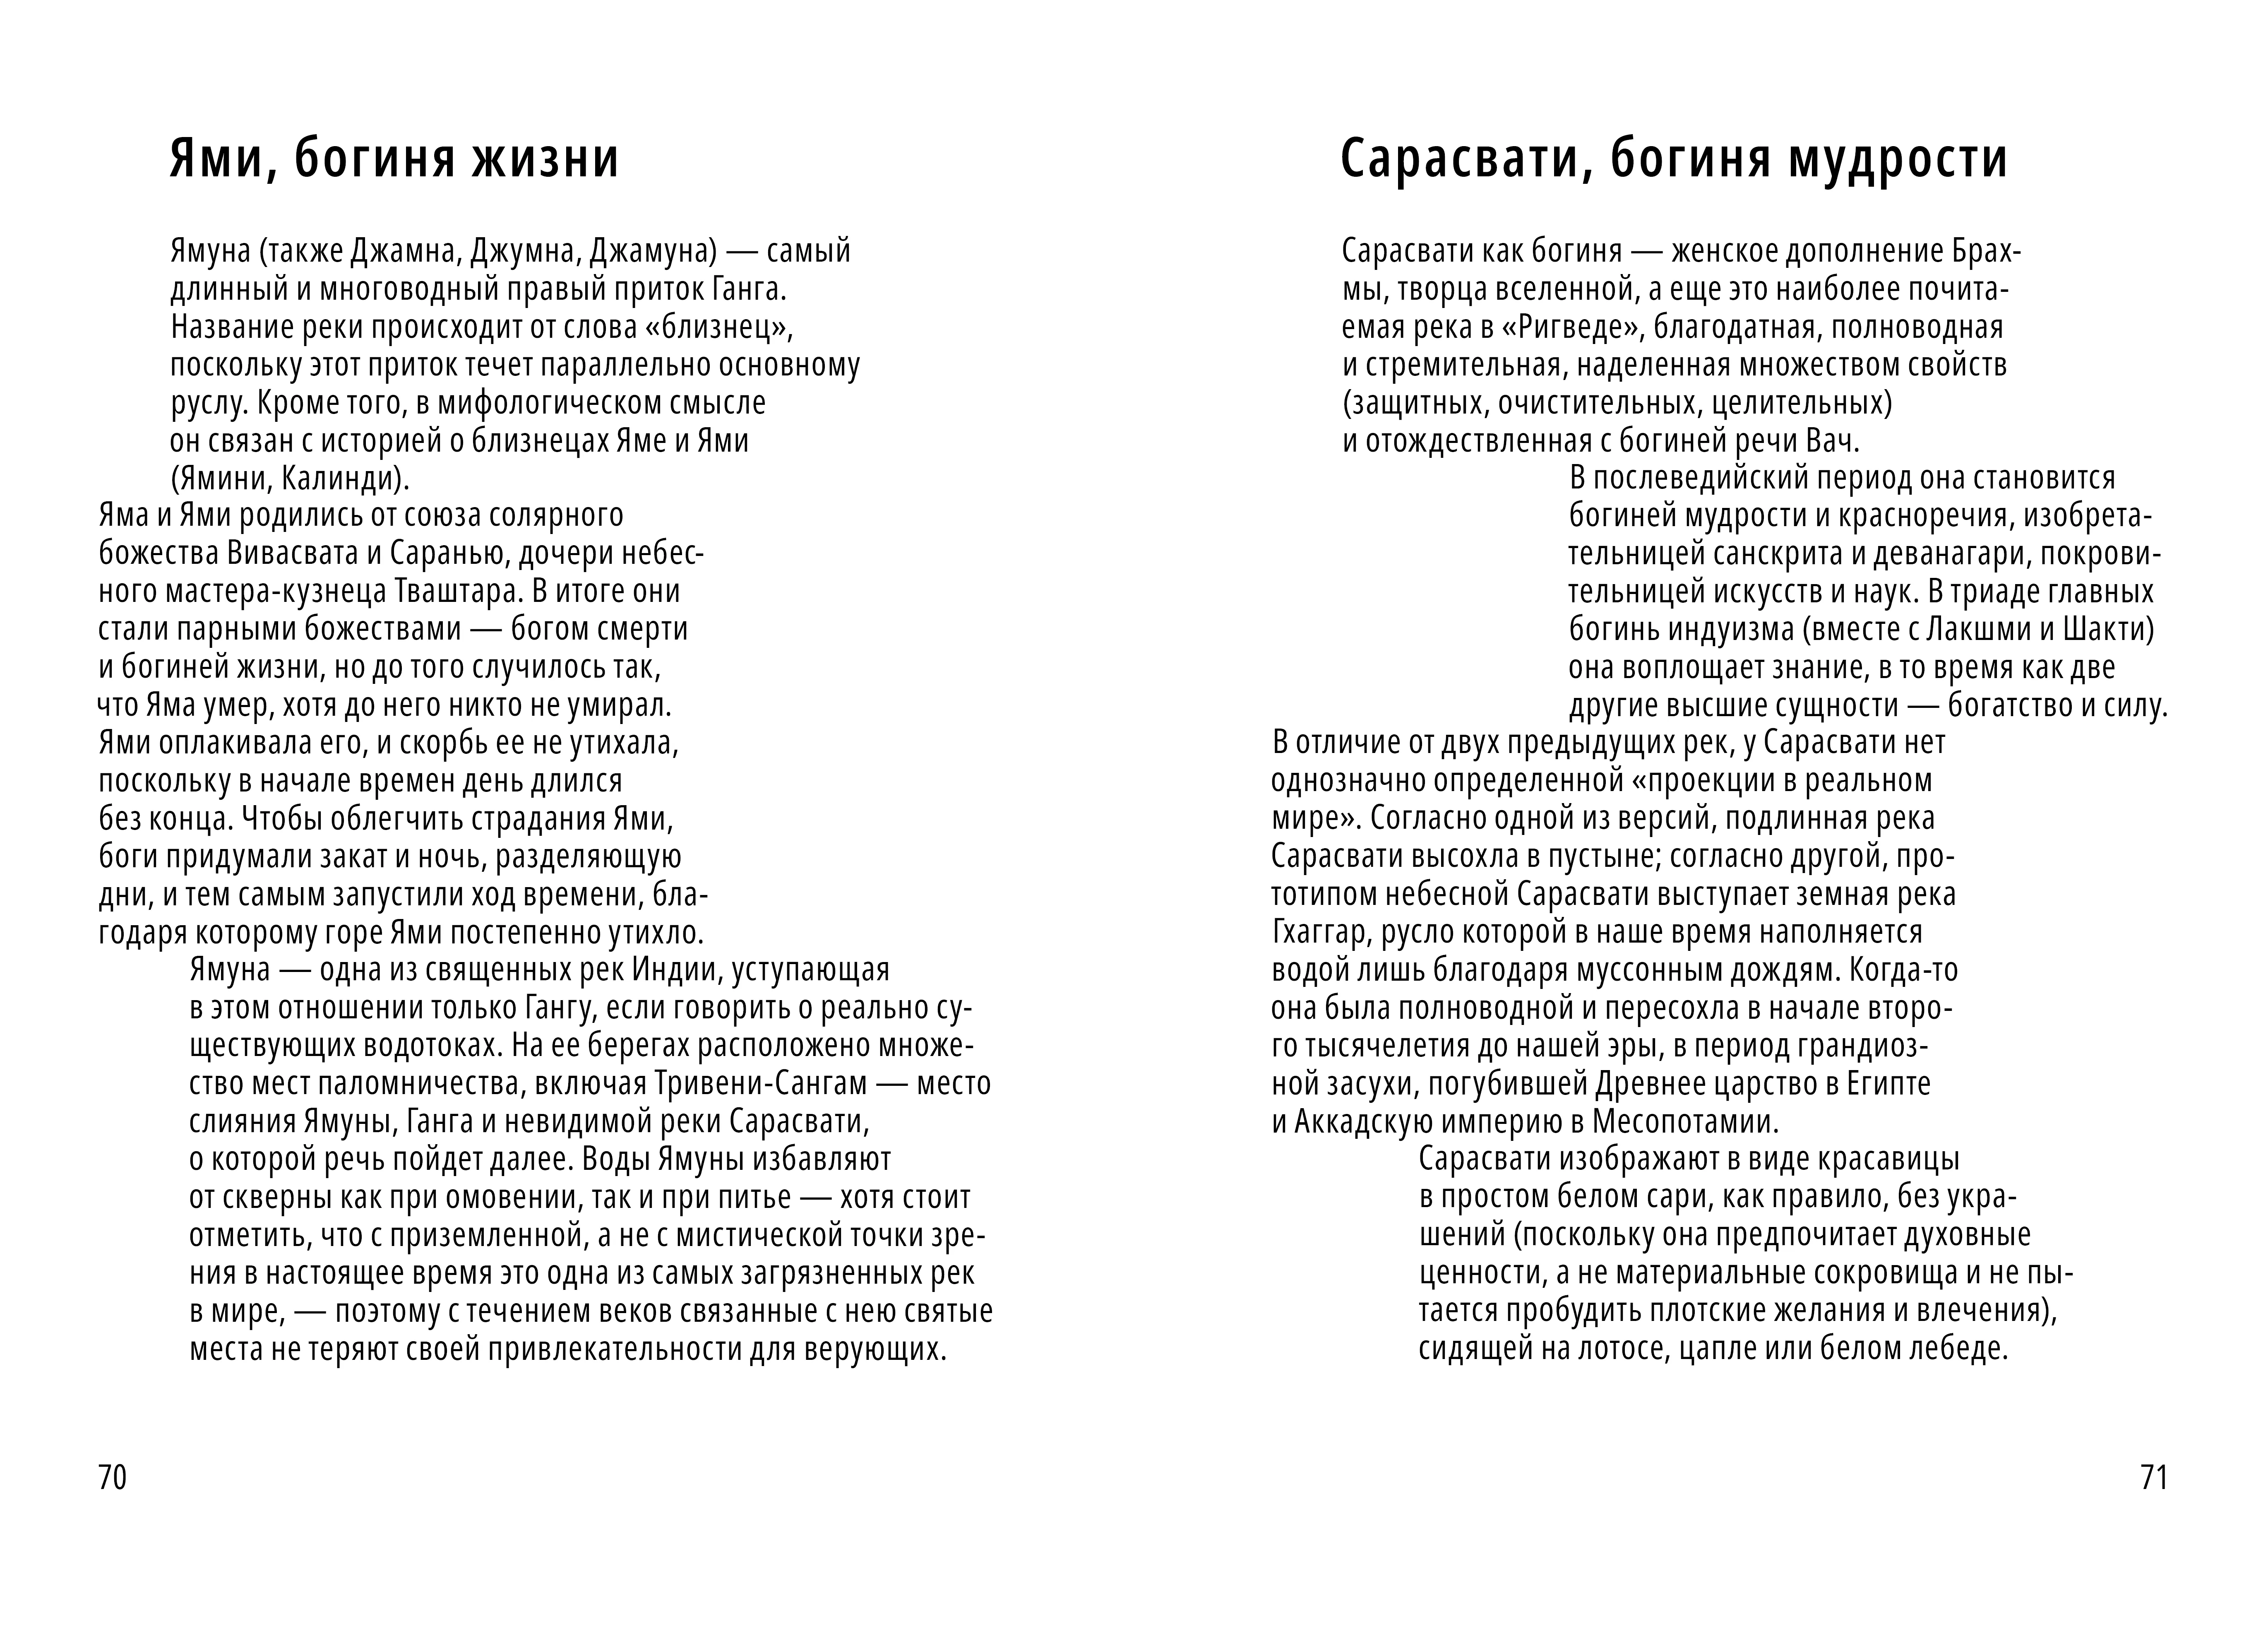 Ями, богиня жизни
Ямуна (также Джамна, Джумна, Джамуна) — самый
длинный и многоводный правый приток Ганга.
Название реки происходит от слова «близнец»,
поскольку этот приток течет параллельно основному
руслу. Кроме того, в мифологическом смысле
он связан с историей о близнецах Яме и Ями
(Ямини, Калинди).
Яма и Ями родились от союза солярного
божества Вивасвата и Саранью, дочери небес-
ного мастера-кузнеца Тваштара. В итоге они
стали парными божествами — богом смерти
и богиней жизни, но до того случилось так,
что Яма умер, хотя до него никто не умирал.
Ями оплакивала его, и скорбь ее не утихала,
поскольку в начале времен день длился
без конца. Чтобы облегчить страдания Ями,
боги придумали закат и ночь, разделяющую
дни, и тем самым запустили ход времени, бла-
годаря которому горе Ями постепенно утихло.
Ямуна — одна из священных рек Индии, уступающая
в этом отношении только Гангу, если говорить о реально су-
ществующих водотоках. На ее берегах расположено множе-
ство мест паломничества, включая Тривени-Сангам — место
слияния Ямуны, Ганга и невидимой реки Сарасвати,
о которой речь пойдет далее. Воды Ямуны избавляют
от скверны как при омовении, так и при питье — хотя стоит
отметить, что с приземленной, а не с мистической точки зре-
ния в настоящее время это одна из самых загрязненных рек
в мире, — поэтому с течением веков связанные с нею святые
места не теряют своей привлекательности для верующих.
70
Сарасвати, богиня мудрости
Сарасвати как богиня — женское дополнение Брах-
мы, творца вселенной, а еще это наиболее почита-
емая река в «Ригведе», благодатная, полноводная
и стремительная, наделенная множеством свойств
(защитных, очистительных, целительных)
и отождествленная с богиней речи Вач.
В послеведийский период она становится
богиней мудрости и красноречия, изобрета-
тельницей санскрита и деванагари, покрови-
тельницей искусств и наук. В триаде главных
богинь индуизма (вместе с Лакшми и Шакти)
она воплощает знание, в то время как две
другие высшие сущности — богатство и силу.
В отличие от двух предыдущих рек, у Сарасвати нет
однозначно определенной «проекции в реальном
мире». Согласно одной из версий, подлинная река
Сарасвати высохла в пустыне; согласно другой, про-
тотипом небесной Сарасвати выступает земная река
Гхаггар, русло которой в наше время наполняется
водой лишь благодаря муссонным дождям. Когда-то
она была полноводной и пересохла в начале второ-
го тысячелетия до нашей эры, в период грандиоз-
ной засухи, погубившей Древнее царство в Египте
и Аккадскую империю в Месопотамии.
Сарасвати изображают в виде красавицы
в простом белом сари, как правило, без укра-
шений (поскольку она предпочитает духовные
ценности, а не материальные сокровища и не пы-
тается пробудить плотские желания и влечения),
сидящей на лотосе, цапле или белом лебеде.
71